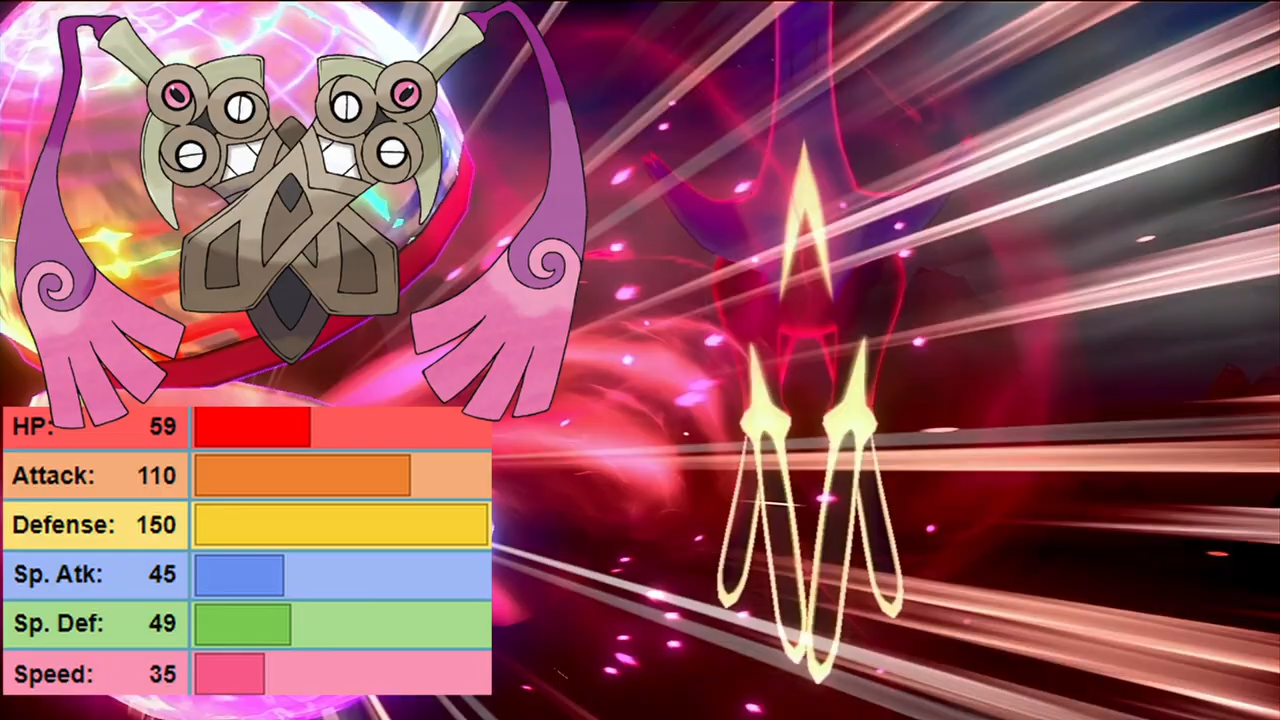 HP: 59
Attack: 110
Defense: 150
Sp. Atk: 45
Sp. Def: 49
Speed: 35